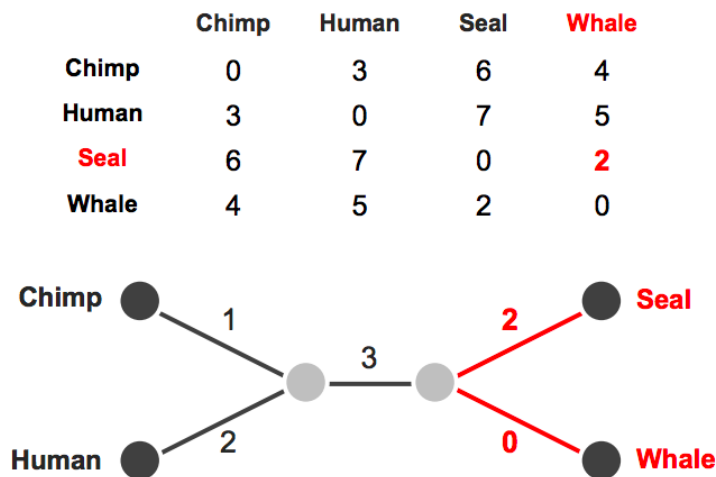 Chimp Human Seal Whale
Chimp 0 3 6 4
Human 3 0 7 5
Seal 6 7 0 2
Whale 4 5 2 0
Chimp 1 2 Seal
3
Human 2 0 Whale